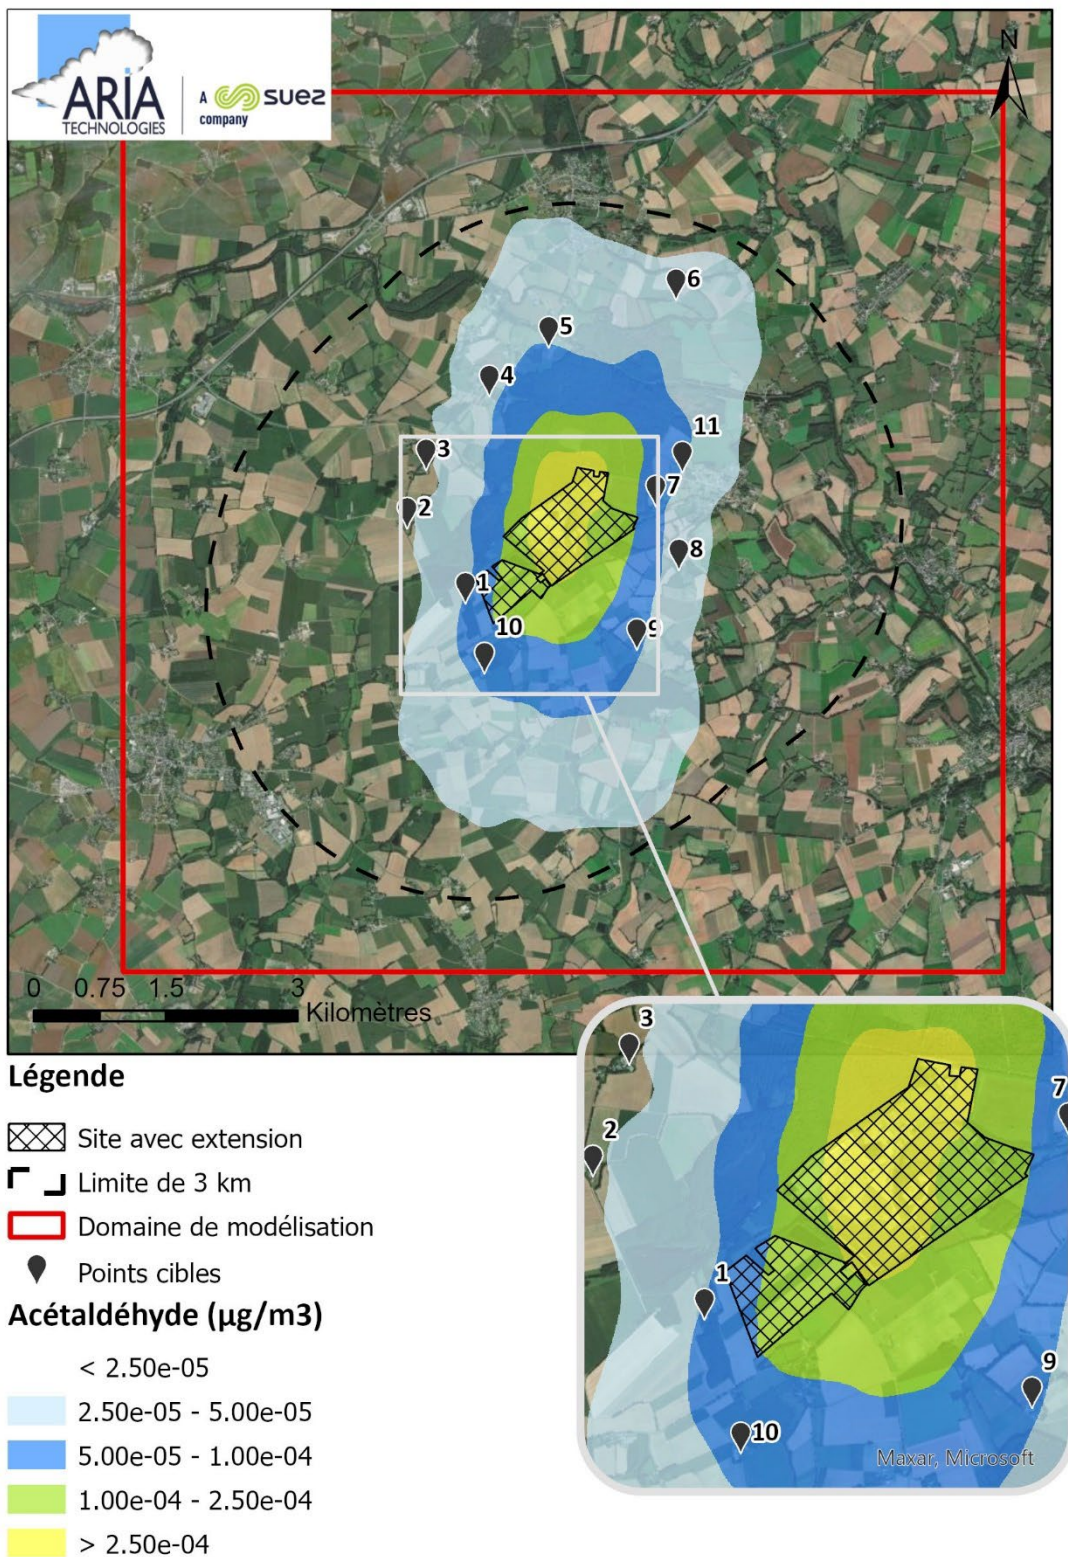 ARIA
TECHNOLOGIES
A SUEZ
company
N
6
5
4
11
3
7
2
8
1
10
9
0 0.75 1.5 3
Kilomètres
3
7
2
1
9
10
Maxar, Microsoft
Légende
Site avec extension
Limite de 3 km
Domaine de modélisation
Points cibles
Acétaldéhyde (µg/m3)
< 2.50e-05
2.50e-05 - 5.00e-05
5.00e-05 - 1.00e-04
1.00e-04 - 2.50e-04
> 2.50e-04